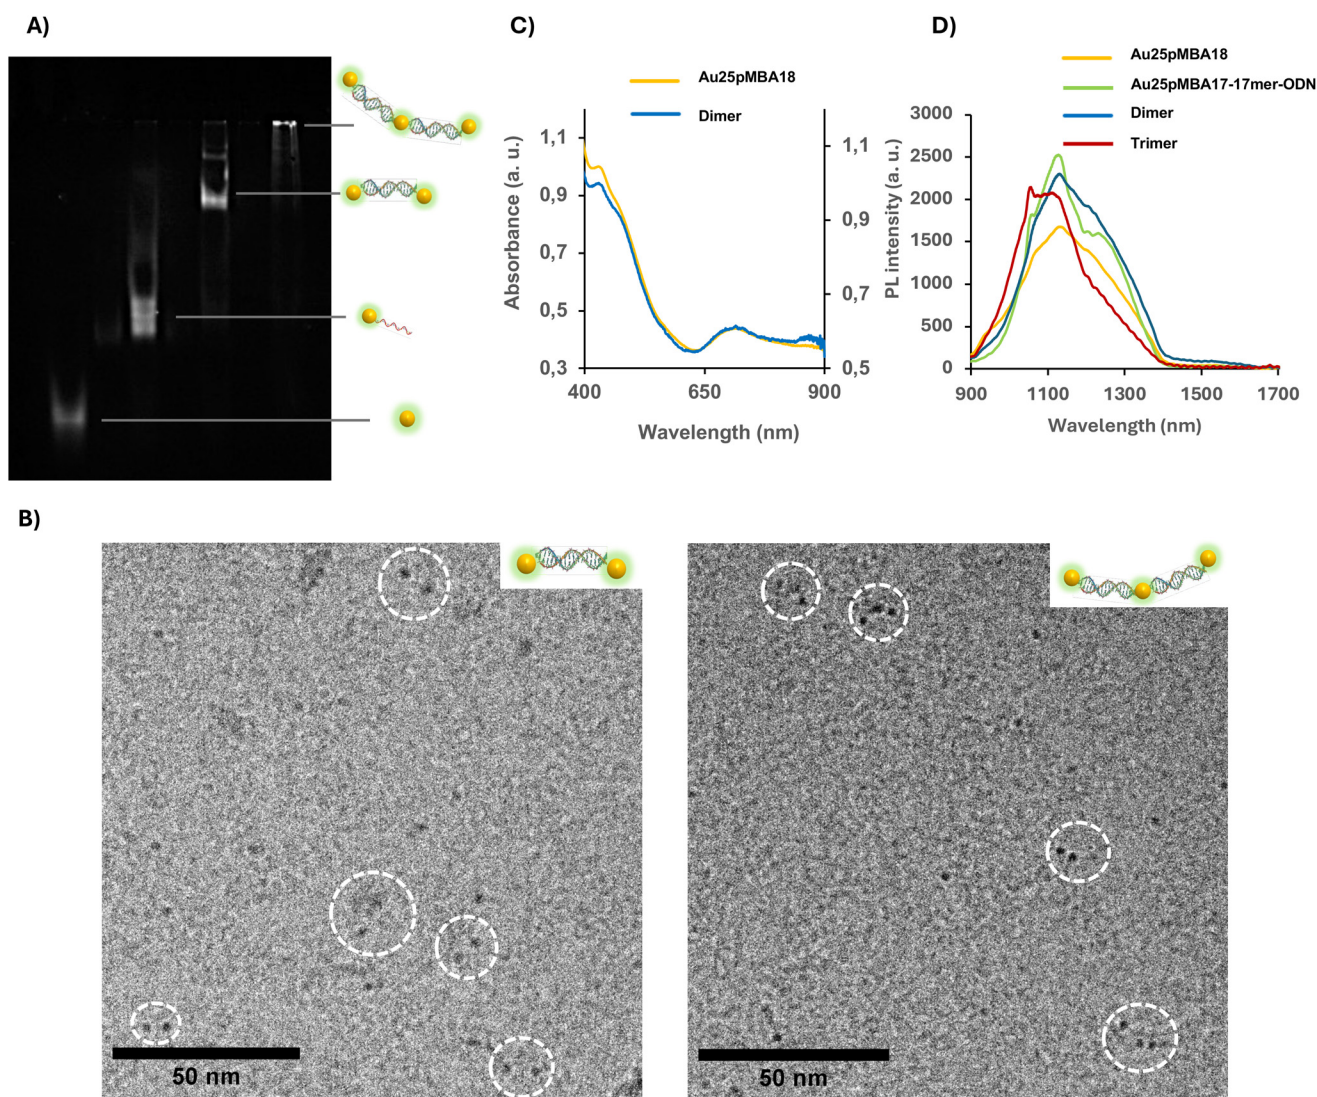 A)
C)
Au25pMBA18
Dimer
1,1
0,9
0,7
0,5
0,3
Absorbance (a. u.)
1,1
0,9
0,7
0,5
400
650
900
Wavelength (nm)
D)
Au25pMBA18
Au25pMBA17-17mer-ODN
Dimer
Trimer
3000
2500
2000
1500
1000
500
0
PL intensity (a. u.)
900
1100
1300
1500
1700
Wavelength (nm)
B)
50 nm
50 nm